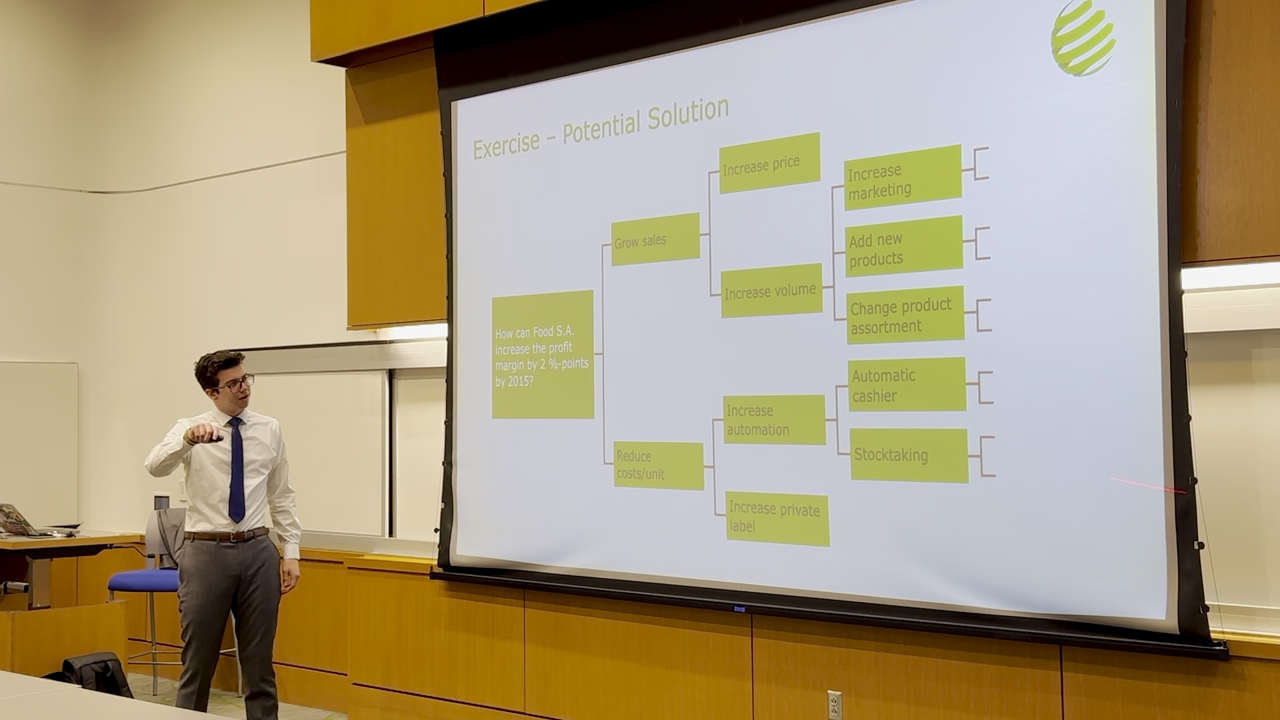 Exercise – Potential Solution
How can Food S.A.
increase the profit
margin by 2 %-points
by 2015?
Grow sales
Reduce
costs/unit
Increase price
Increase volume
Increase
automation
Increase private
label
Increase
marketing
Add new
products
Change product
assortment
Automatic
cashier
Stocktaking